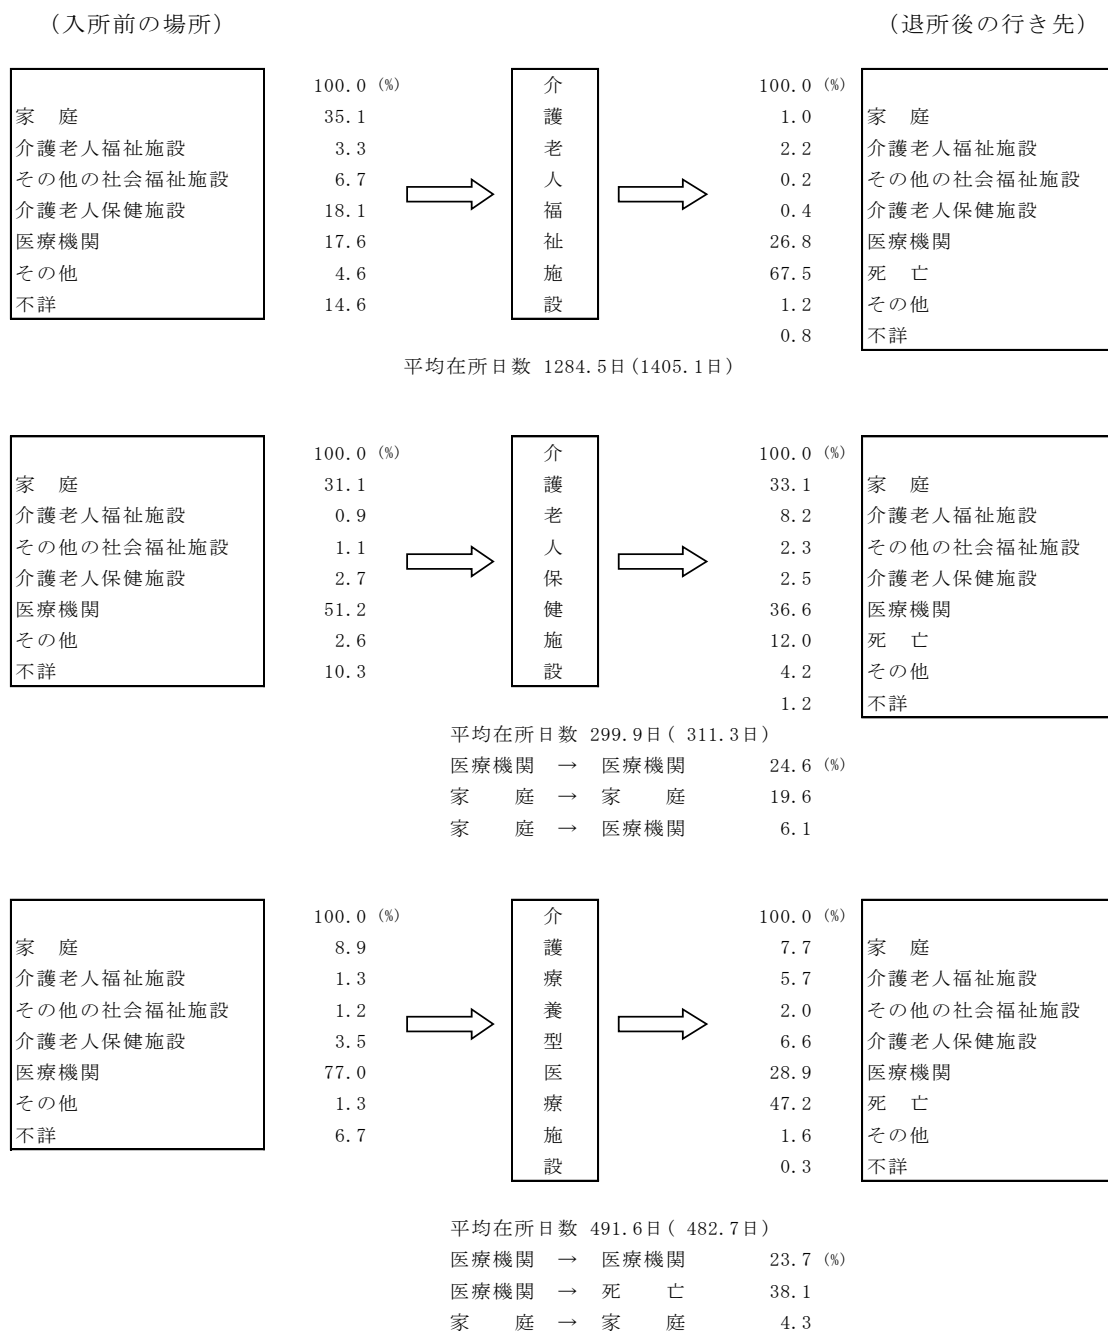 （入所前の場所） （退所後の行き先）
100.0 (%) 介 100.0 (%)
家　庭 35.1 護 1.0 家　庭
介護老人福祉施設 3.3 老 2.2 介護老人福祉施設
その他の社会福祉施設 6.7 人 0.2 その他の社会福祉施設
介護老人保健施設 18.1 福 0.4 介護老人保健施設
医療機関 17.6 祉 26.8 医療機関
その他 4.6 施 67.5 死　亡
不詳 14.6 設 1.2 その他
0.8 不詳
平均在所日数 1284.5日(1405.1日)
100.0 (%) 介 100.0 (%)
家　庭 31.1 護 33.1 家　庭
介護老人福祉施設 0.9 老 8.2 介護老人福祉施設
その他の社会福祉施設 1.1 人 2.3 その他の社会福祉施設
介護老人保健施設 2.7 保 2.5 介護老人保健施設
医療機関 51.2 健 36.6 医療機関
その他 2.6 施 12.0 死　亡
不詳 10.3 設 4.2 その他
1.2 不詳
平均在所日数 299.9日( 311.3日)
医療機関 → 医療機関 24.6 (%)
家　庭 → 家　庭 19.6
家　庭 → 医療機関 6.1
100.0 (%) 介 100.0 (%)
家　庭 8.9 護 7.7 家　庭
介護老人福祉施設 1.3 療 5.7 介護老人福祉施設
その他の社会福祉施設 1.2 養 2.0 その他の社会福祉施設
介護老人保健施設 3.5 型 6.6 介護老人保健施設
医療機関 77.0 医 28.9 医療機関
その他 1.3 療 47.2 死　亡
不詳 6.7 施 1.6 その他
設 0.3 不詳
平均在所日数 491.6日( 482.7日)
医療機関 → 医療機関 23.7 (%)
医療機関 → 死　亡 38.1
家　庭 → 家　庭 4.3